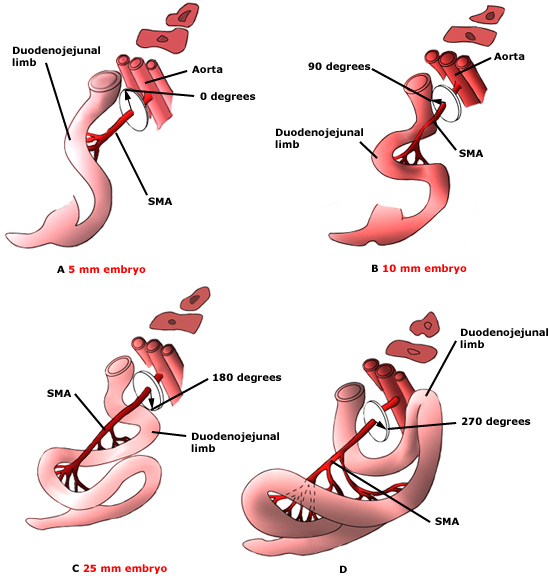 Duodenojejunal
limb
Aorta
0 degrees
SMA
A 5 mm embryo
90 degrees
Aorta
Duodenojejunal
limb
SMA
B 10 mm embryo
SMA
180 degrees
Duodenojejunal
limb
C 25 mm embryo
Duodenojejunal
limb
270 degrees
SMA
D